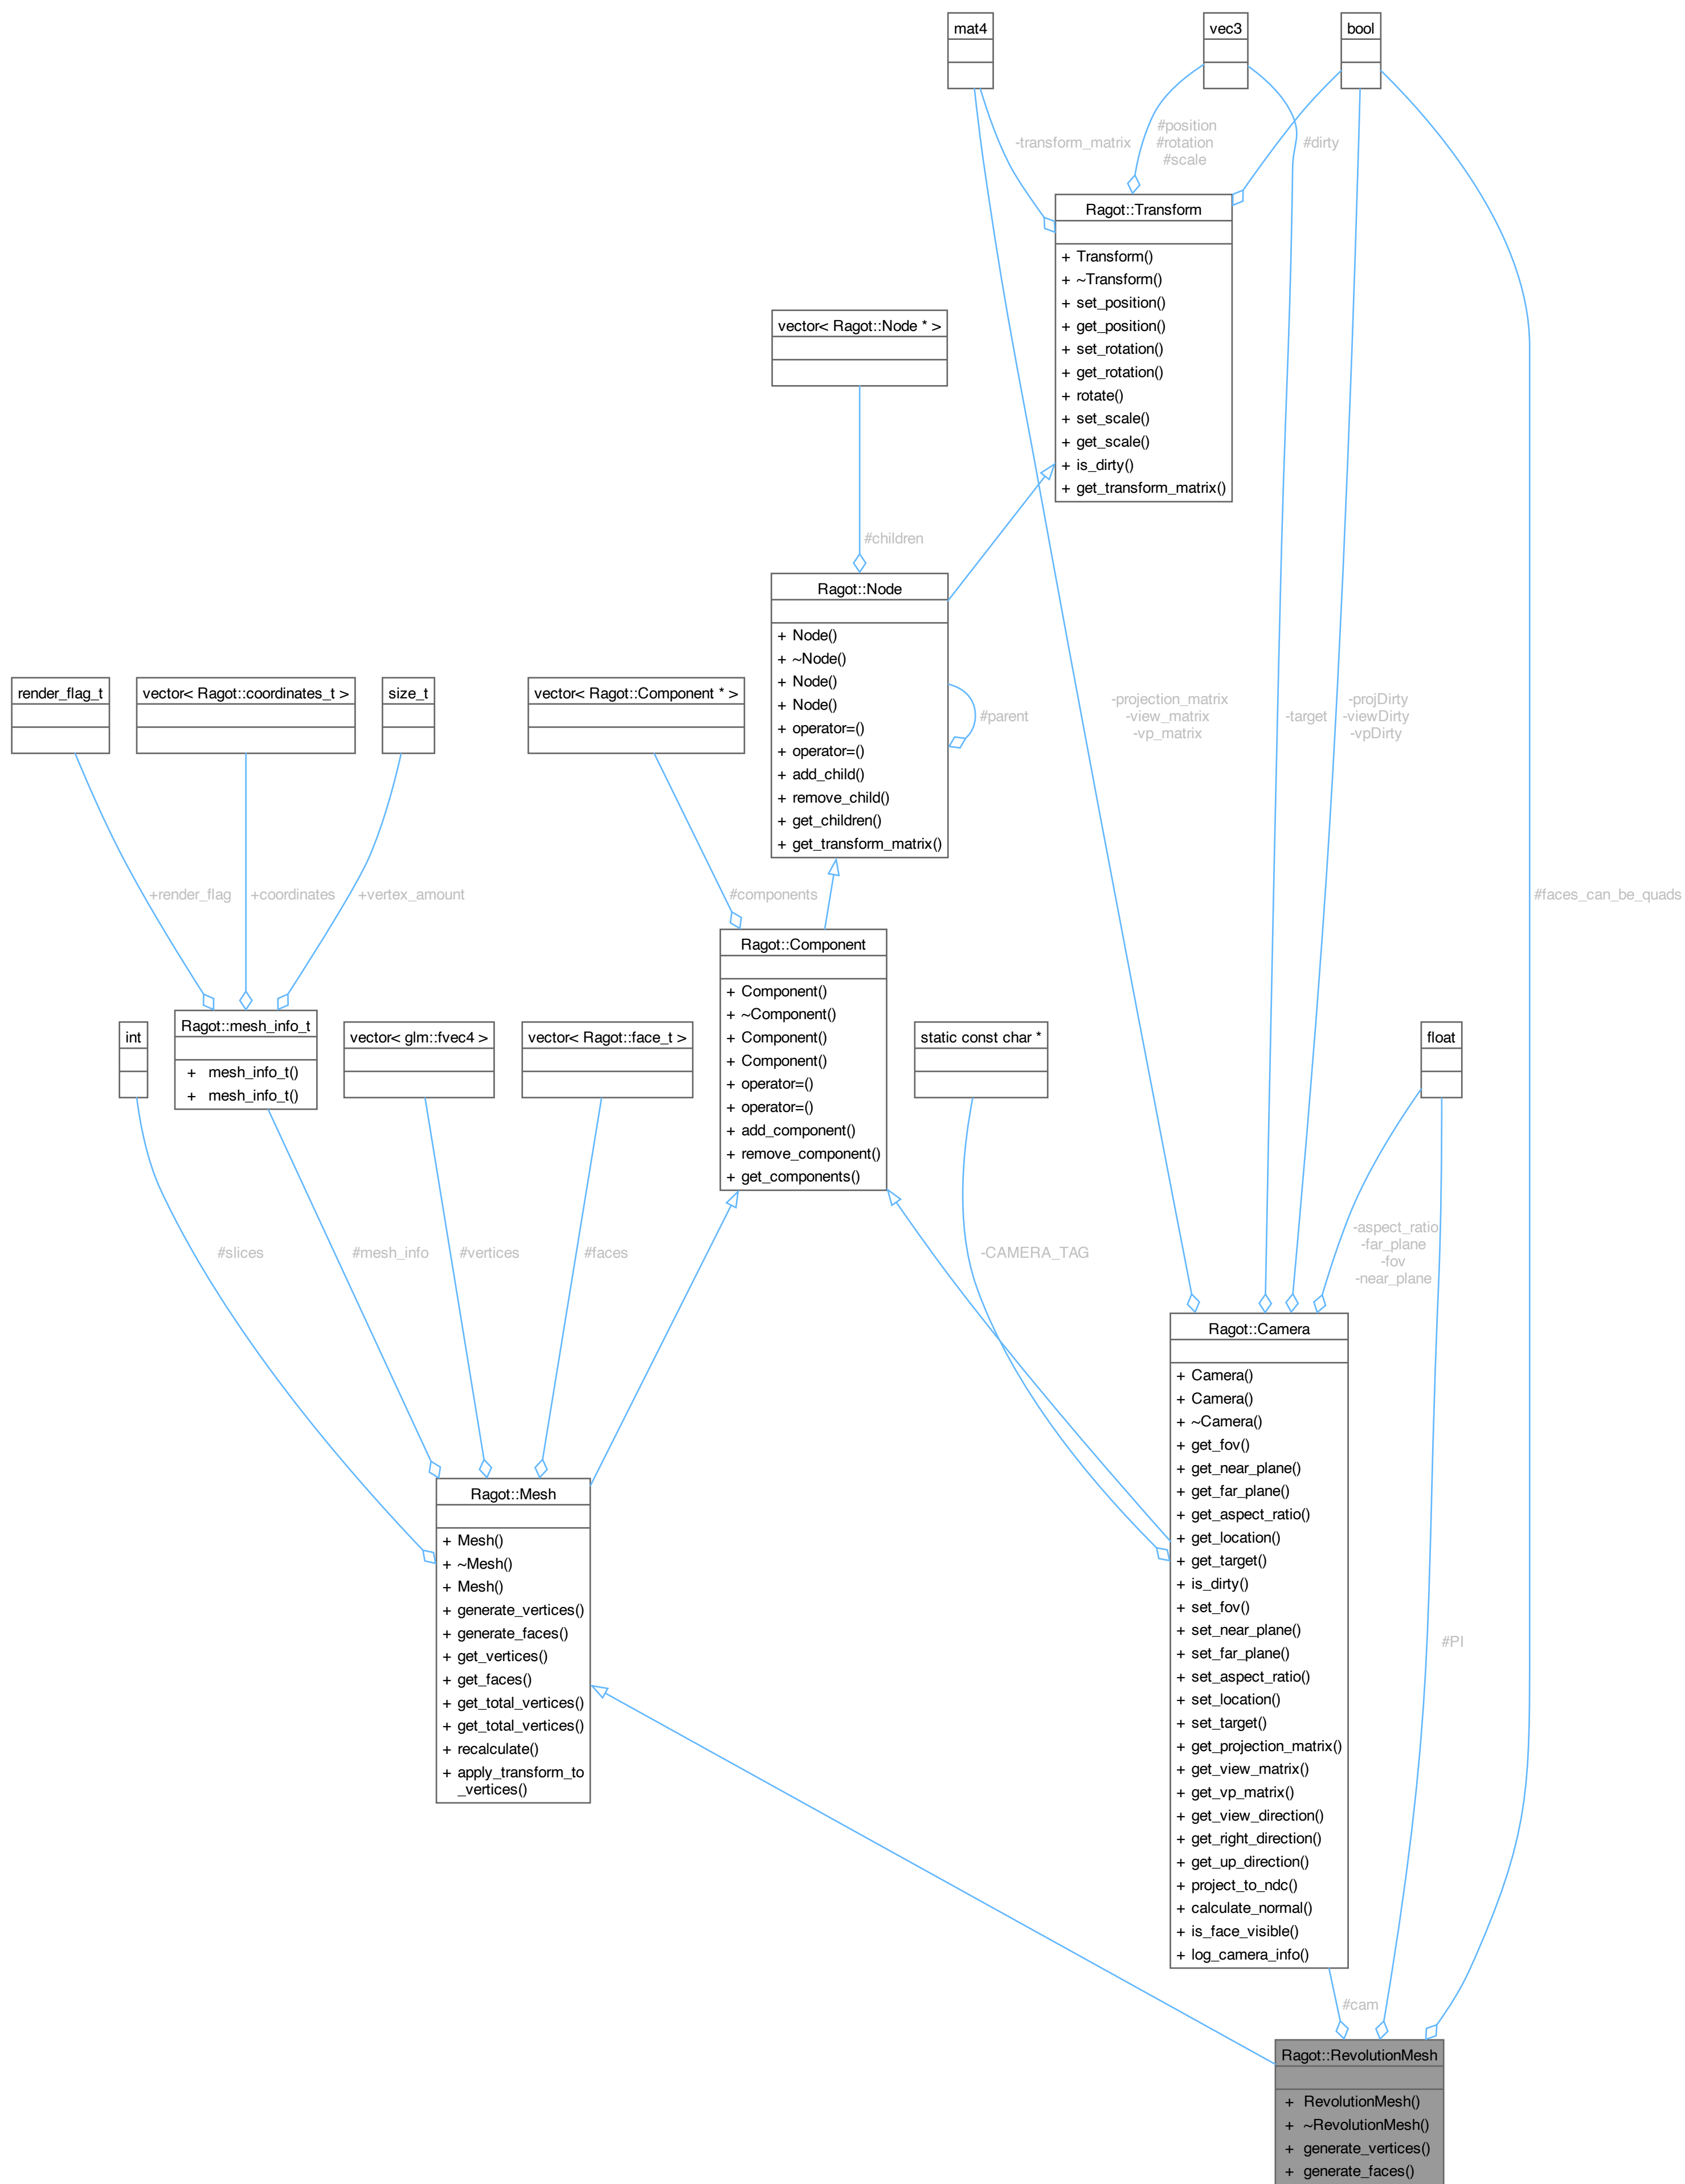 mat4
vec3
bool
-transform_matrix
#position
#rotation
#scale
#dirty
Ragot::Transform
+ Transform()
+ ~Transform()
+ set_position()
+ get_position()
+ set_rotation()
+ get_rotation()
+ rotate()
+ set_scale()
+ get_scale()
+ is_dirty()
+ get_transform_matrix()
vector< Ragot::Node * >
#children
Ragot::Node
+ Node()
+ ~Node()
+ Node()
+ Node()
+ operator=()
+ operator=()
+ add_child()
+ remove_child()
+ get_children()
+ get_transform_matrix()
#parent
render_flag_t
vector< Ragot::coordinates_t >
size_t
vector< Ragot::Component * >
-projection_matrix
-view_matrix
-vp_matrix
-target
-projDirty
-viewDirty
-vpDirty
+render_flag
+coordinates
+vertex_amount
#components
#faces_can_be_quads
Ragot::Component
+ Component()
+ ~Component()
+ Component()
+ Component()
+ operator=()
+ operator=()
+ add_component()
+ remove_component()
+ get_components()
int
Ragot::mesh_info_t
+ mesh_info_t()
+ mesh_info_t()
vector< glm::fvec4 >
vector< Ragot::face_t >
static const char *
float
#slices
#mesh_info
#vertices
#faces
-CAMERA_TAG
-aspect_ratio
-far_plane
-fov
-near_plane
Ragot::Camera
+ Camera()
+ Camera()
+ ~Camera()
+ get_fov()
+ get_near_plane()
+ get_far_plane()
+ get_aspect_ratio()
+ get_location()
+ get_target()
+ is_dirty()
+ set_fov()
+ set_near_plane()
+ set_far_plane()
+ set_aspect_ratio()
+ set_location()
+ set_target()
+ get_projection_matrix()
+ get_view_matrix()
+ get_vp_matrix()
+ get_view_direction()
+ get_right_direction()
+ get_up_direction()
+ project_to_ndc()
+ calculate_normal()
+ is_face_visible()
+ log_camera_info()
Ragot::Mesh
+ Mesh()
+ ~Mesh()
+ Mesh()
+ generate_vertices()
+ generate_faces()
+ get_vertices()
+ get_faces()
+ get_total_vertices()
+ get_total_vertices()
+ recalculate()
+ apply_transform_to
_vertices()
#PI
#cam
Ragot::RevolutionMesh
+ RevolutionMesh()
+ ~RevolutionMesh()
+ generate_vertices()
+ generate_faces()